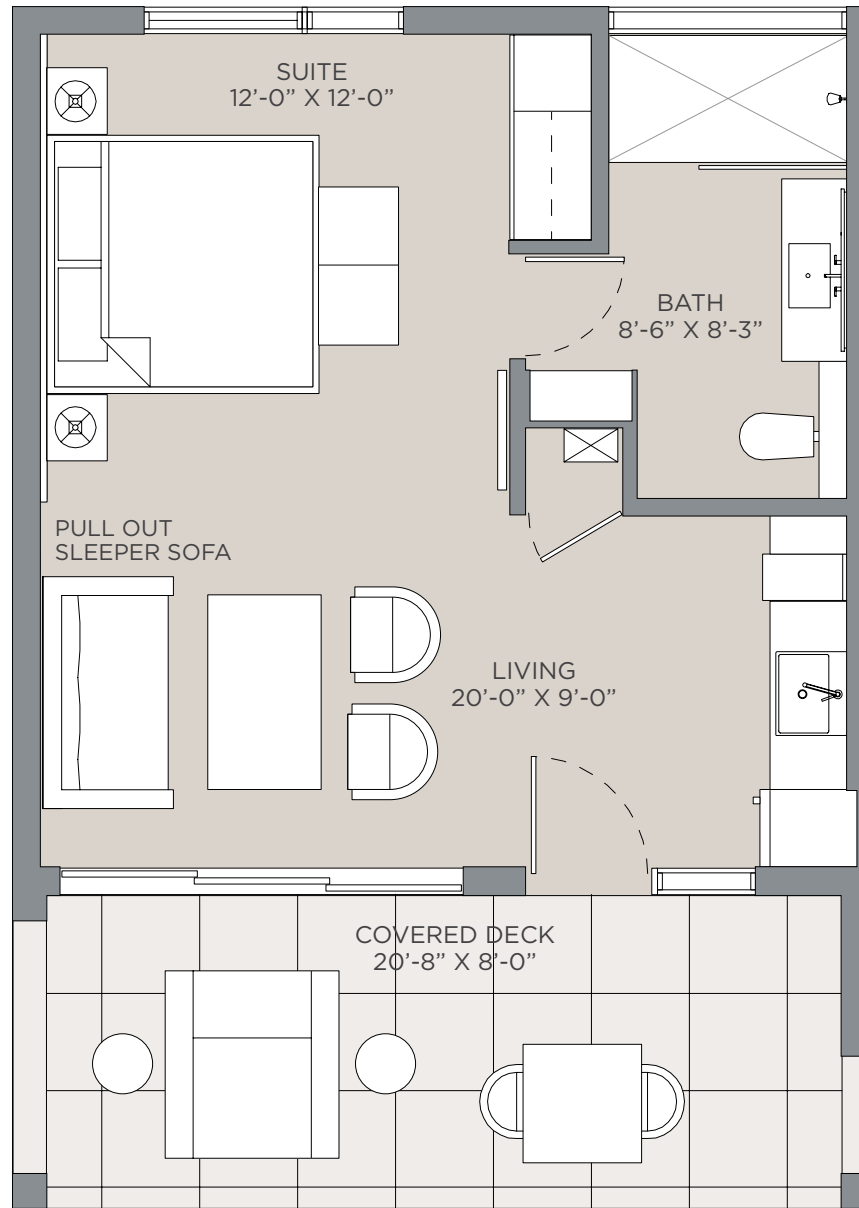 SUITE
12’-0” X 12’-0”
BATH
8’-6” X 8’-3”
PULL OUT
SLEEPER SOFA
LIVING
20’-0” X 9’-0”
COVERED DECK
20’-8” X 8’-0”